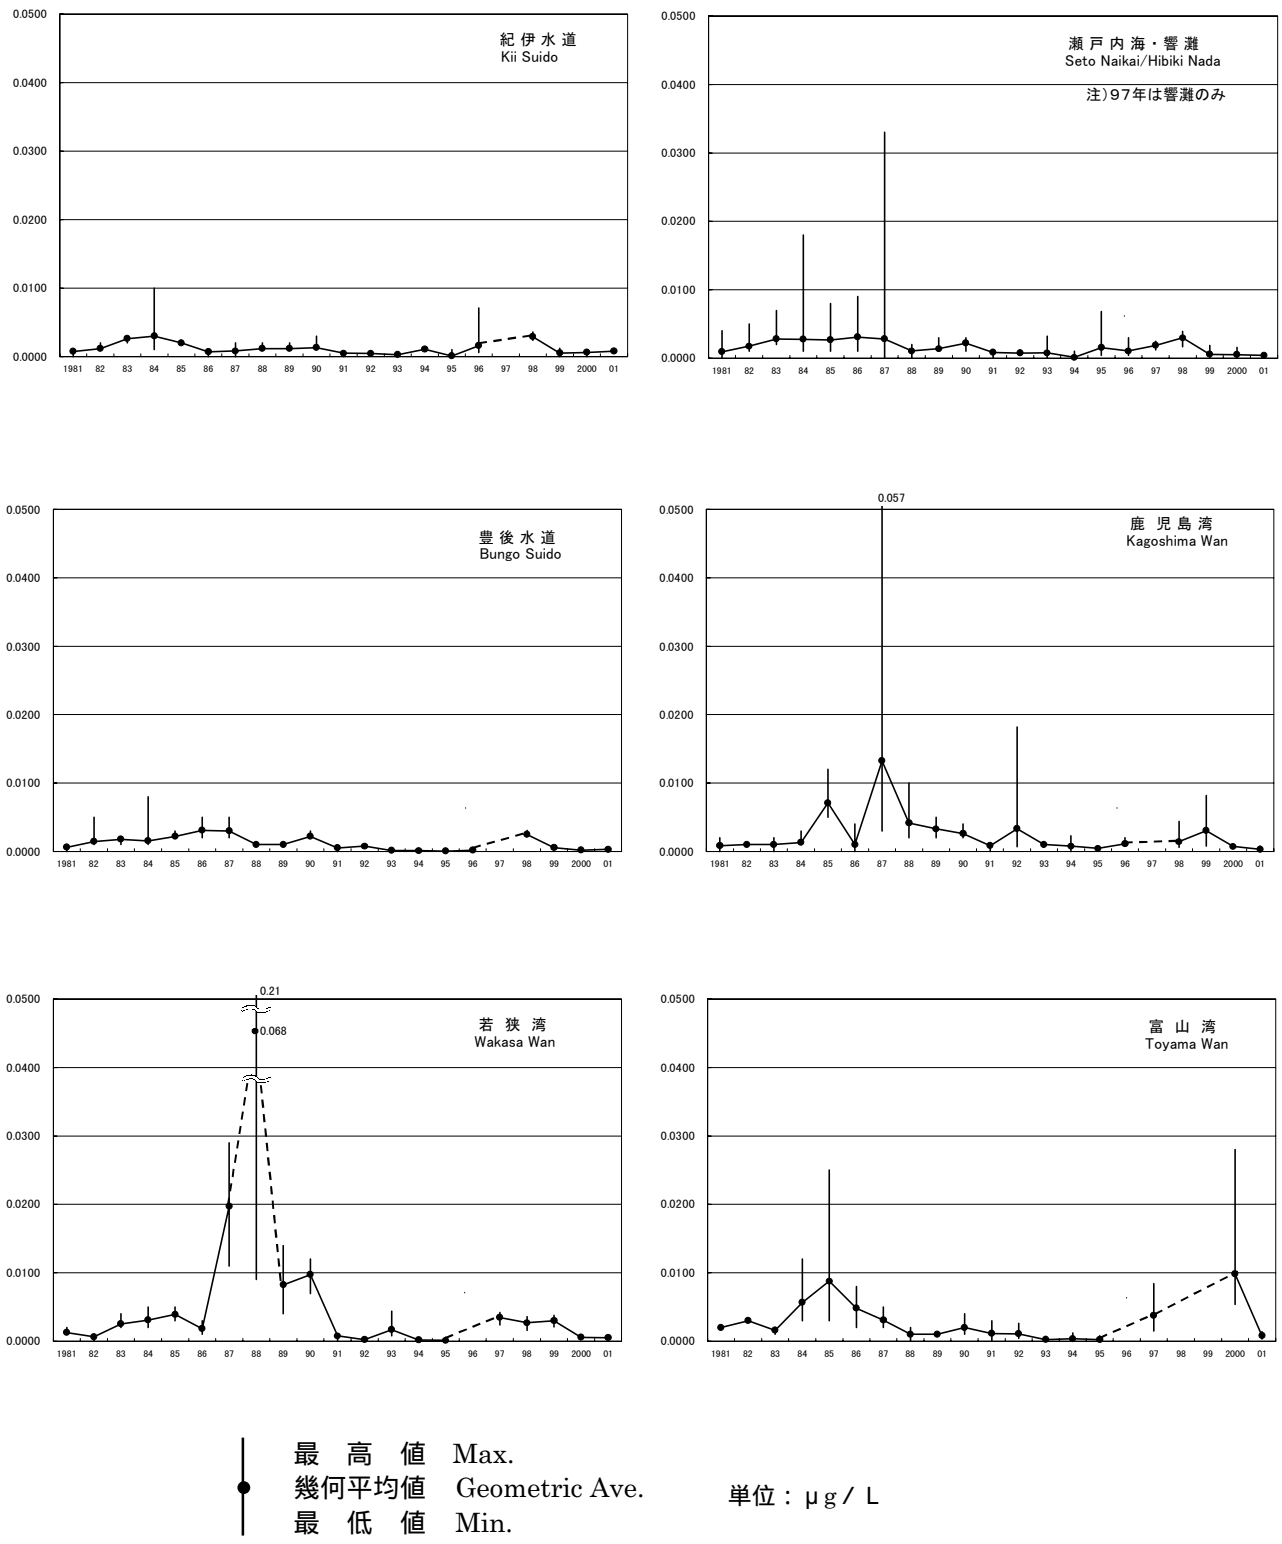 紀伊水道
Kii Suido
0.0500
0.0400
0.0300
0.0200
0.0100
0.0000
1981 82 83 84 85 86 87 88 89 90 91 92 93 94 95 96 97 98 99 2000 01
瀬戸内海・響灘
Seto Naikai/Hibiki Nada
注)97年は響灘のみ
0.0500
0.0400
0.0300
0.0200
0.0100
0.0000
1981 82 83 84 85 86 87 88 89 90 91 92 93 94 95 96 97 98 99 2000 01
豊後水道
Bungo Suido
0.0500
0.0400
0.0300
0.0200
0.0100
0.0000
1981 82 83 84 85 86 87 88 89 90 91 92 93 94 95 96 97 98 99 2000 01
0.057
鹿児島湾
Kagoshima Wan
0.0500
0.0400
0.0300
0.0200
0.0100
0.0000
1981 82 83 84 85 86 87 88 89 90 91 92 93 94 95 96 97 98 99 2000 01
0.21
0.068
若狭湾
Wakasa Wan
0.0500
0.0400
0.0300
0.0200
0.0100
0.0000
1981 82 83 84 85 86 87 88 89 90 91 92 93 94 95 96 97 98 99 2000 01
富山湾
Toyama Wan
0.0500
0.0400
0.0300
0.0200
0.0100
0.0000
1981 82 83 84 85 86 87 88 89 90 91 92 93 94 95 96 97 98 99 2000 01
最高値 Max.
幾何平均値 Geometric Ave.
最低値 Min.
単位：μg/L